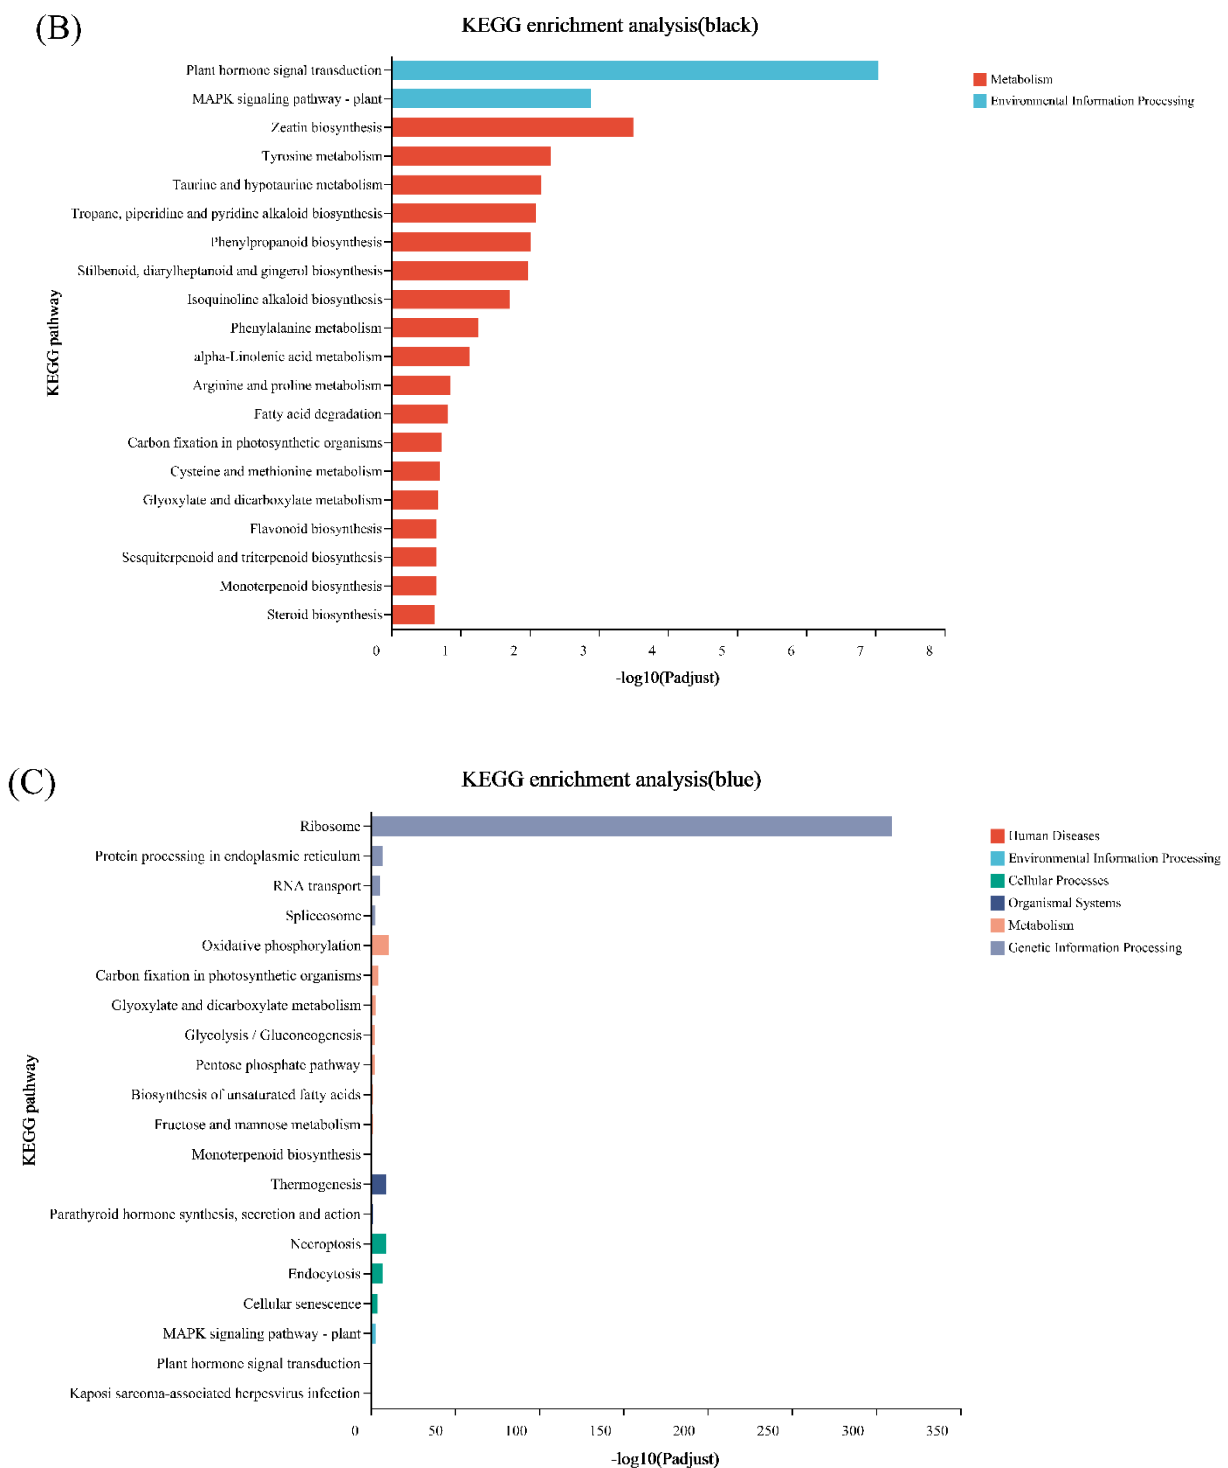 (B)
KEGG enrichment analysis(black)
Plant hormone signal transduction
MAPK signaling pathway - plant
Zeatin biosynthesis
Tyrosine metabolism
Taurine and hypotaurine metabolism
Tropane, piperidine and pyridine alkaloid biosynthesis
Phenylpropanoid biosynthesis
Stilbenoid, diarylheptanoid and gingerol biosynthesis
Isoquinoline alkaloid biosynthesis
Phenylalanine metabolism
alpha-Linolenic acid metabolism
Arginine and proline metabolism
Fatty acid degradation
Carbon fixation in photosynthetic organisms
Cysteine and methionine metabolism
Glyoxylate and dicarboxylate metabolism
Flavonoid biosynthesis
Sesquiterpenoid and triterpenoid biosynthesis
Monoterpenoid biosynthesis
Steroid biosynthesis
KEGG pathway
0 1 2 3 4 5 6 7 8
-log10(Padjust)
Metabolism
Environmental Information Processing
(C)
KEGG enrichment analysis(blue)
Ribosome
Protein processing in endoplasmic reticulum
RNA transport
Spliceosome
Oxidative phosphorylation
Carbon fixation in photosynthetic organisms
Glyoxylate and dicarboxylate metabolism
Glycolysis / Gluconeogenesis
Pentose phosphate pathway
Biosynthesis of unsaturated fatty acids
Fructose and mannose metabolism
Monoterpenoid biosynthesis
Thermogenesis
Parathyroid hormone synthesis, secretion and action
Necroptosis
Endocytosis
Cellular senescence
MAPK signaling pathway - plant
Plant hormone signal transduction
Kaposi sarcoma-associated herpesvirus infection
KEGG pathway
0 50 100 150 200 250 300 350
-log10(Padjust)
Human Diseases
Environmental Information Processing
Cellular Processes
Organismal Systems
Metabolism
Genetic Information Processing